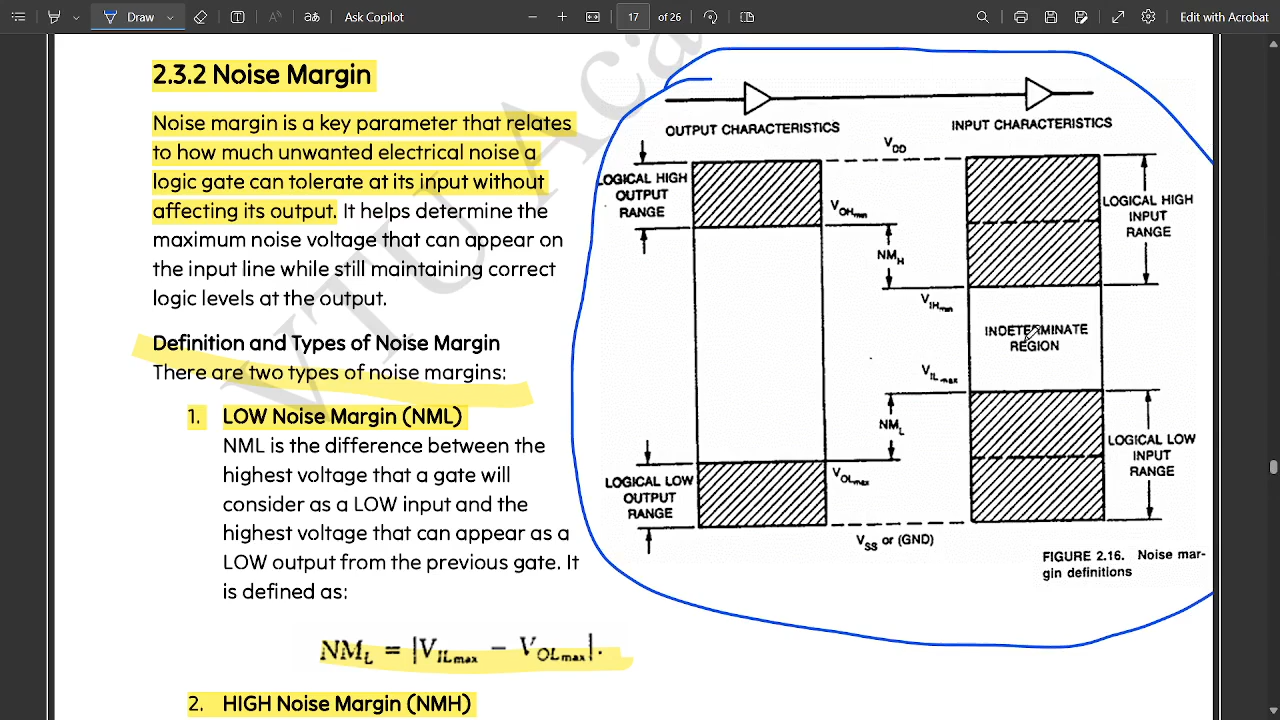 Draw
Ask Copilot
17 of 26
Edit with Acrobat
2.3.2 Noise Margin
Noise margin is a key parameter that relates
to how much unwanted electrical noise a
logic gate can tolerate at its input without
affecting its output. It helps determine the
maximum noise voltage that can appear on
the input line while still maintaining correct
logic levels at the output.
Definition and Types of Noise Margin
There are two types of noise margins:
1. LOW Noise Margin (NML)
NML is the difference between the
highest voltage that a gate will
consider as a LOW input and the
highest voltage that can appear as a
LOW output from the previous gate. It
is defined as:
NML = |VILmax − VOLmax|.
2. HIGH Noise Margin (NMH)
OUTPUT CHARACTERISTICS
INPUT CHARACTERISTICS
VDD
LOGICAL HIGH
OUTPUT
RANGE
VOHmin
NMH
VIHmin
LOGICAL HIGH
INPUT
RANGE
INDETERMINATE
REGION
VILmax
NML
VOLmax
LOGICAL LOW
OUTPUT
RANGE
LOGICAL LOW
INPUT
RANGE
VSS or (GND)
FIGURE 2.16. Noise mar-
gin definitions
VTU Aca